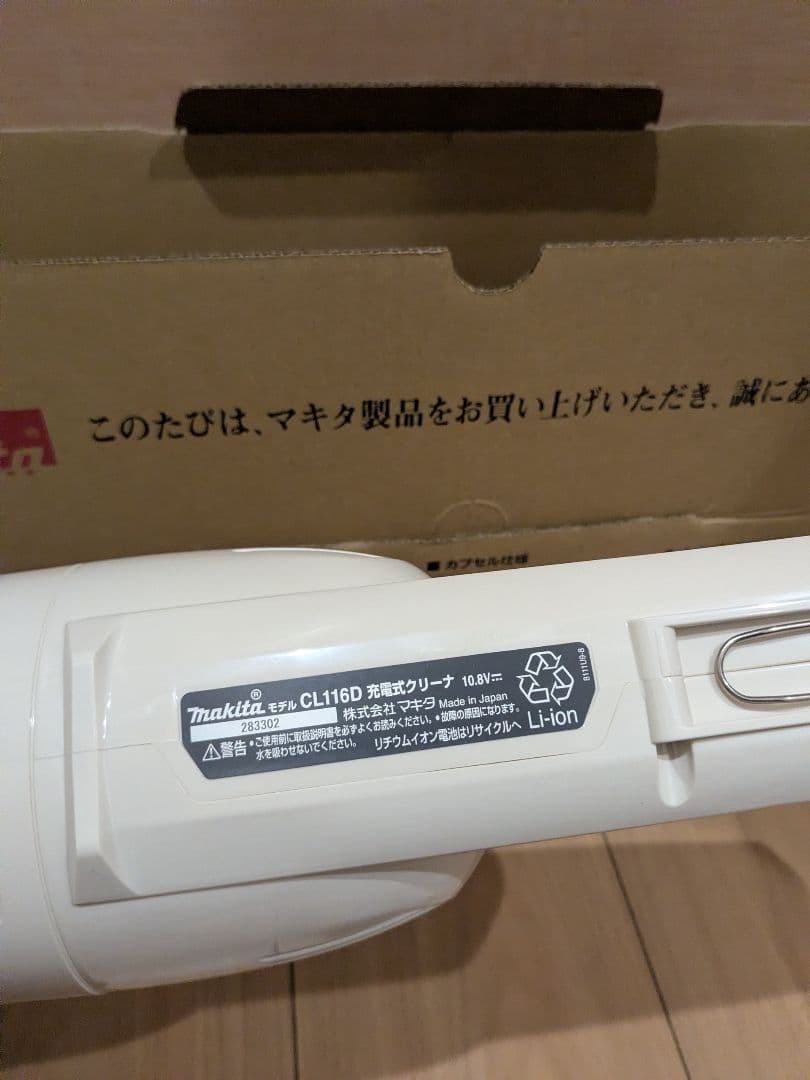 このたびは、マキタ製品をお買い上げいただき、誠にあ
■ カプセル仕様
makita® モデル CL116D 充電式クリーナ 10.8V⎓
283302 株式会社マキタ Made in Japan
⚠警告 •ご使用前に取扱説明書を必ずよくお読みください。•故障の原因になります。
水を吸わせないでください。 リチウムイオン電池はリサイクルへ Li-ion
8111U9-8